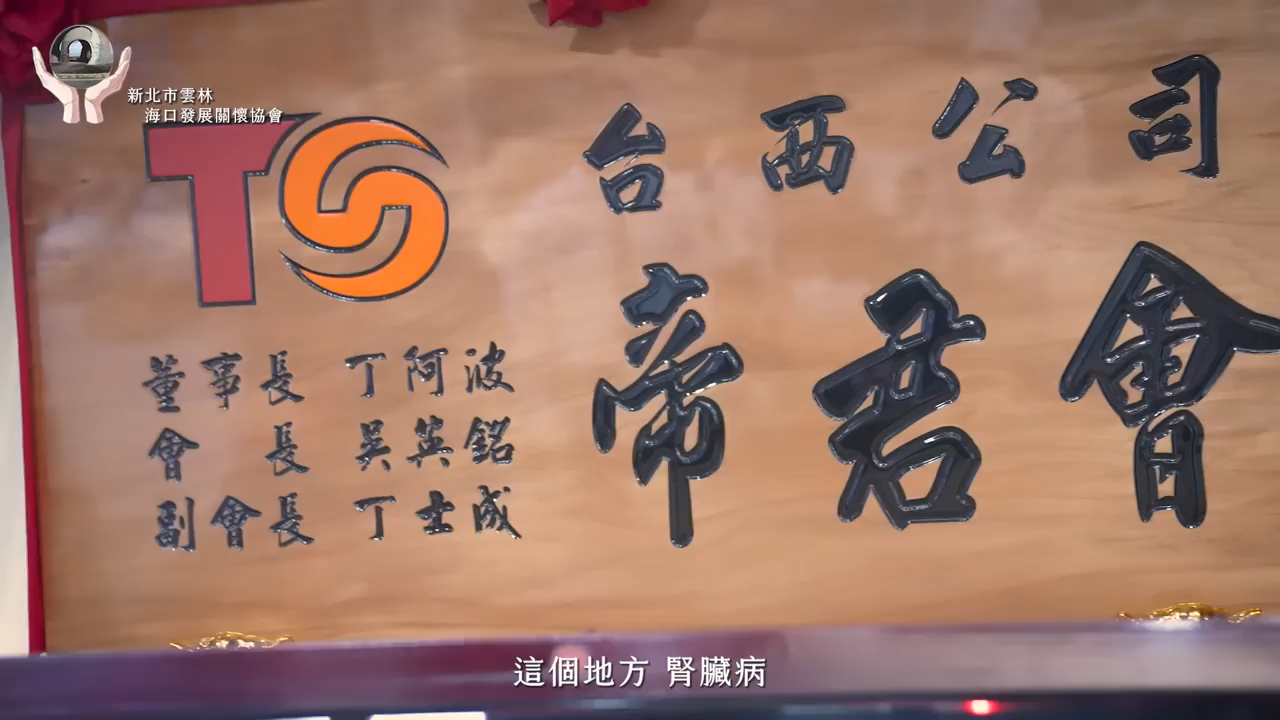 新北市雲林
海口發展關懷協會
TS
台西公司
帝君會
董事長 丁阿波
會長 吳英銘
副會長 丁士成
這個地方 腎臟病